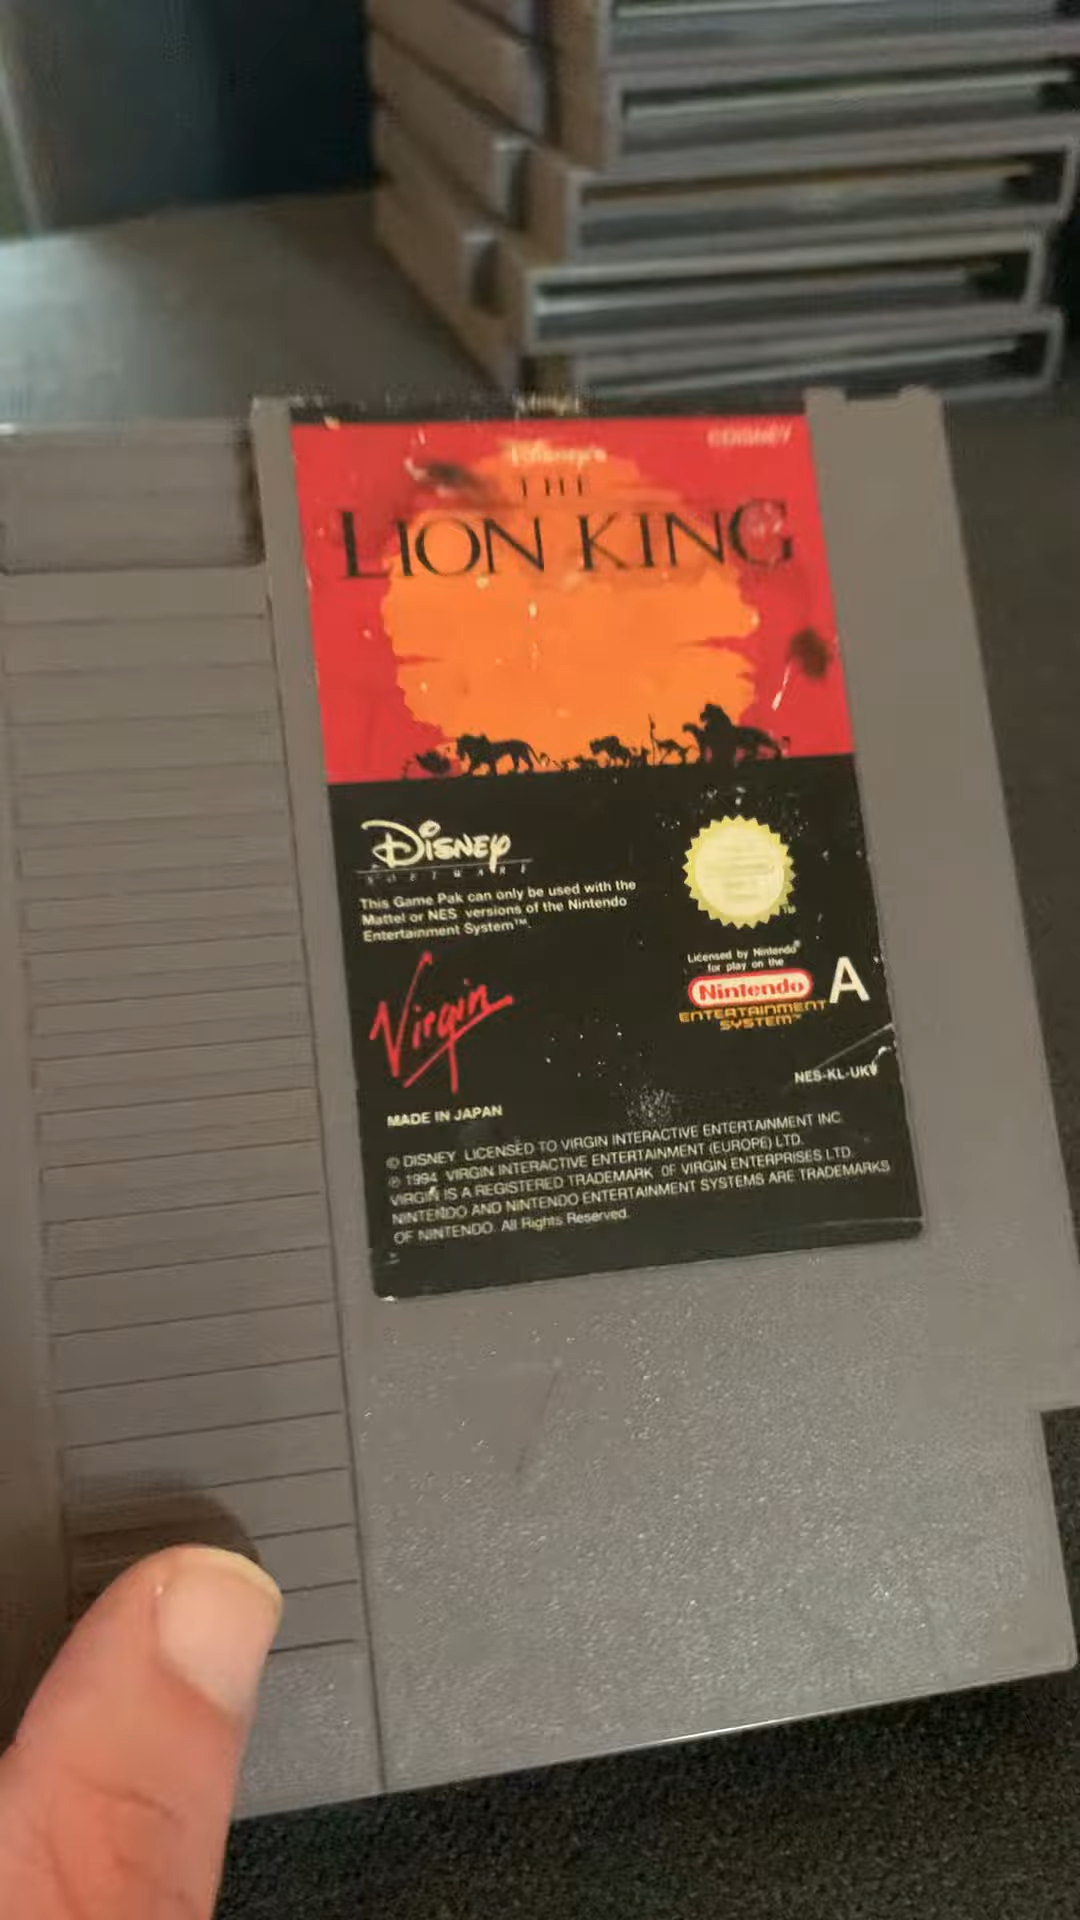 Disney's
©DISNEY
THE
LION KING
Disney
SOFTWARE
This Game Pak can only be used with the
Mattel or NES versions of the Nintendo
Entertainment System™.
TM
Licensed by Nintendo®
for play on the
Nintendo
ENTERTAINMENT
SYSTEM™
A
Virgin
NES-KL-UKV
MADE IN JAPAN
© DISNEY. LICENSED TO VIRGIN INTERACTIVE ENTERTAINMENT INC.
℗ 1994 VIRGIN INTERACTIVE ENTERTAINMENT (EUROPE) LTD.
VIRGIN IS A REGISTERED TRADEMARK OF VIRGIN ENTERPRISES LTD.
NINTENDO AND NINTENDO ENTERTAINMENT SYSTEMS ARE TRADEMARKS
OF NINTENDO. All Rights Reserved.